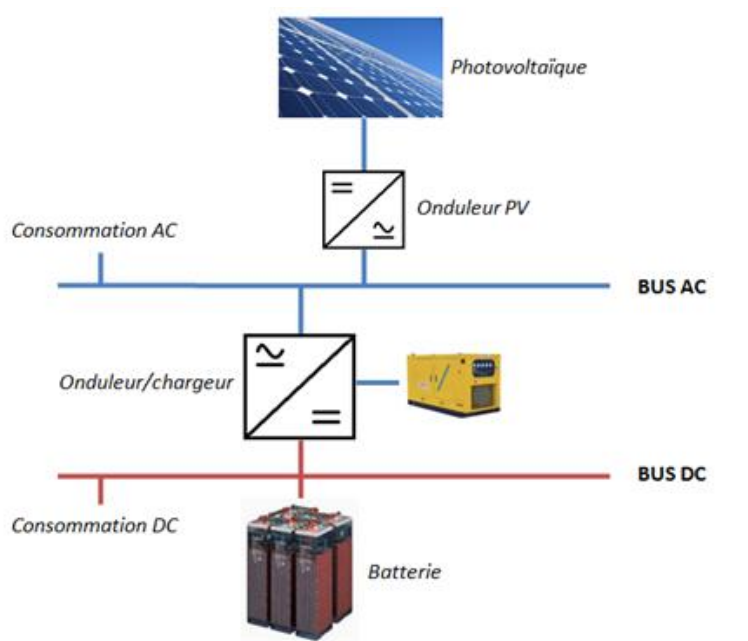 Photovoltaïque
Onduleur PV
Consommation AC
BUS AC
Onduleur/chargeur
BUS DC
Consommation DC
Batterie